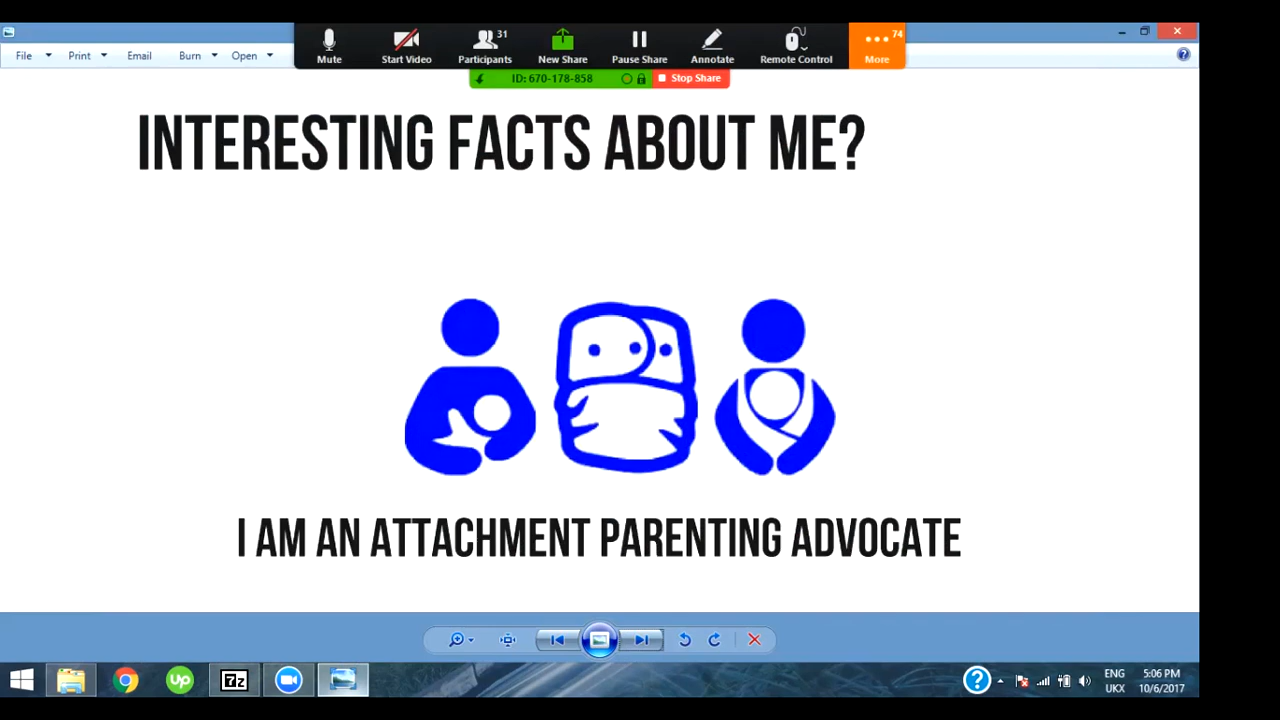 File Print Email Burn Open
Mute Start Video Participants 31 New Share Pause Share Annotate Remote Control More 74
ID: 670-178-858 Stop Share
INTERESTING FACTS ABOUT ME?
I AM AN ATTACHMENT PARENTING ADVOCATE
up 7z ENG 5:06 PM
UKX 10/6/2017